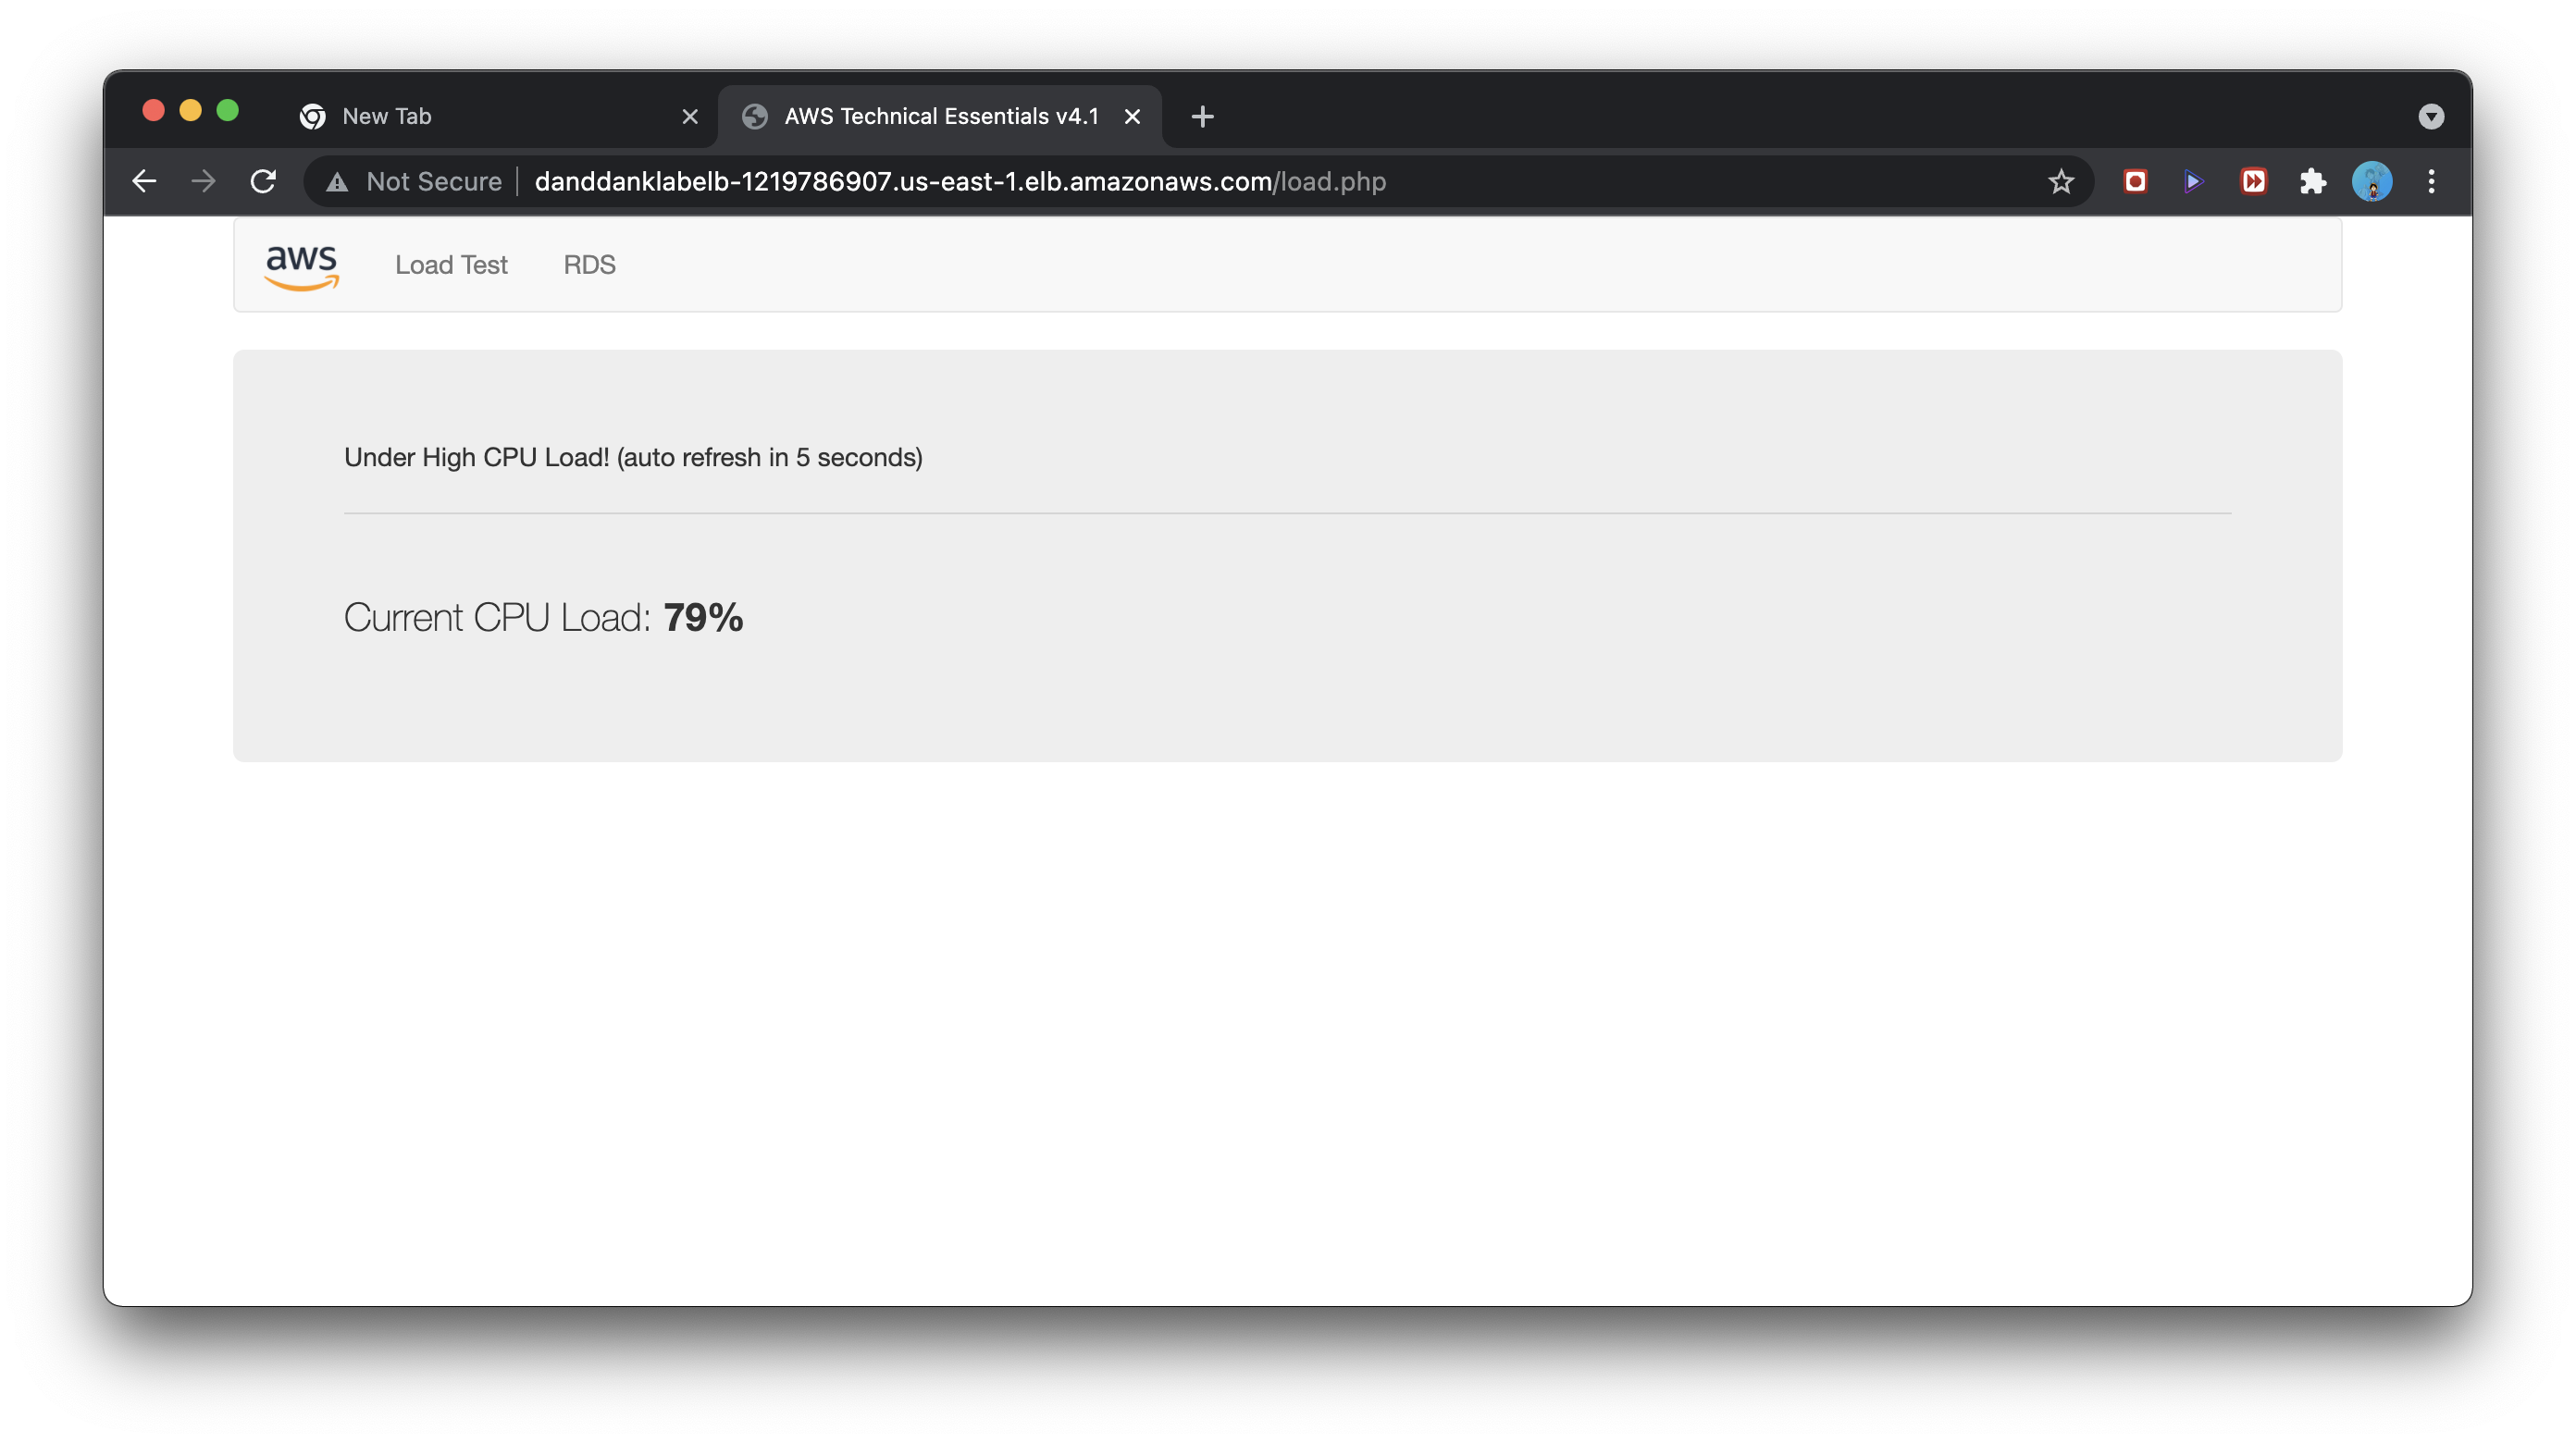 New Tab
AWS Technical Essentials v4.1
Not Secure
danddanklabelb-1219786907.us-east-1.elb.amazonaws.com/load.php
aws Load Test RDS
Under High CPU Load! (auto refresh in 5 seconds)
Current CPU Load: 79%